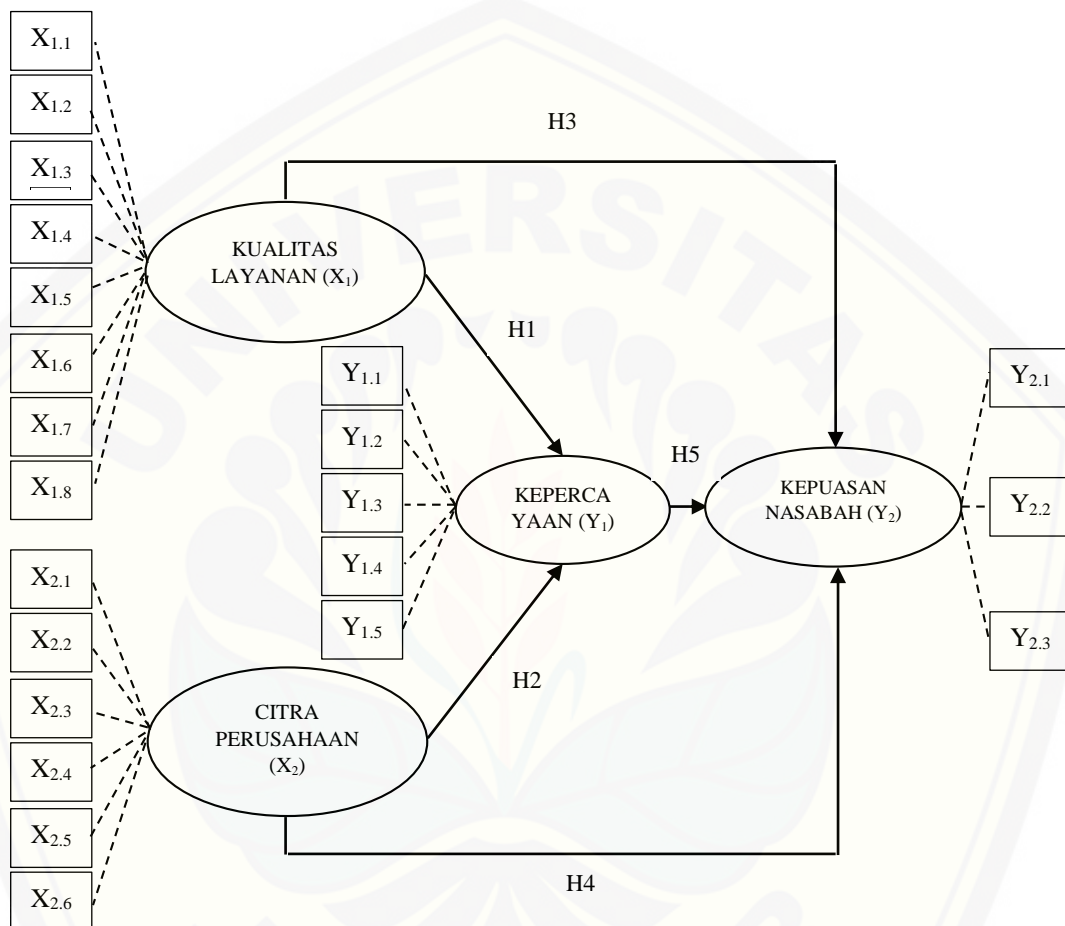 X1.1
X1.2
X1.3
X1.4
X1.5
X1.6
X1.7
X1.8
H3
KUALITAS
LAYANAN (X1)
H1
Y1.1
Y1.2
Y1.3
Y1.4
Y1.5
KEPERCA
YAAN (Y1)
H5
KEPUASAN
NASABAH (Y2)
Y2.1
Y2.2
Y2.3
X2.1
X2.2
X2.3
X2.4
X2.5
X2.6
H2
CITRA
PERUSAHAAN
(X2)
H4
UNIVERSITAS